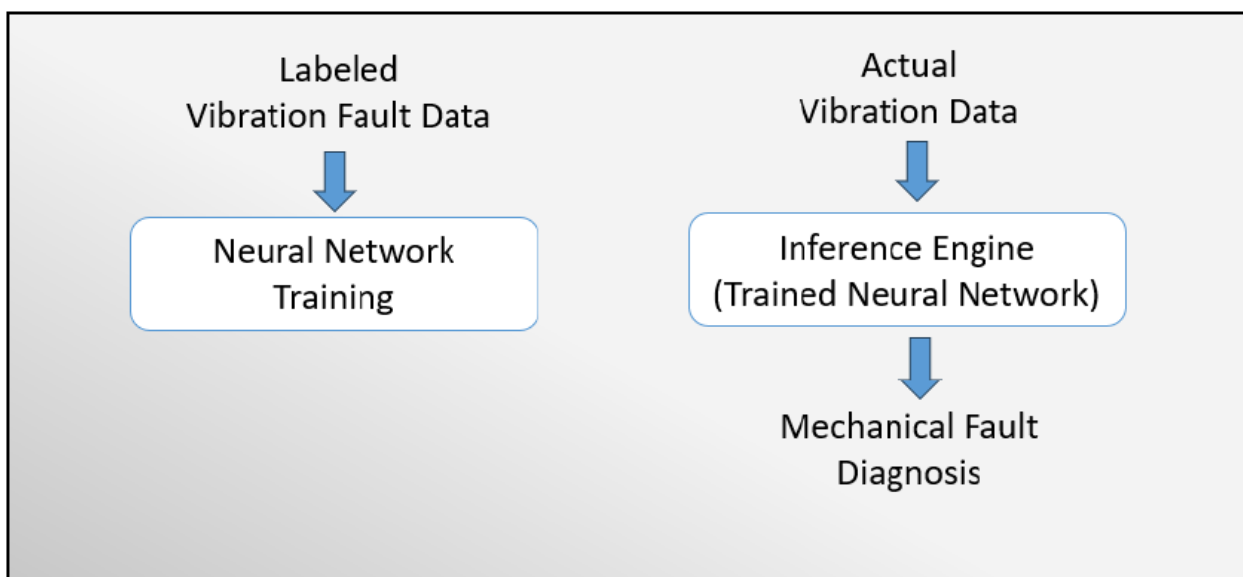 Labeled
Vibration Fault Data
Neural Network
Training
Actual
Vibration Data
Inference Engine
(Trained Neural Network)
Mechanical Fault
Diagnosis